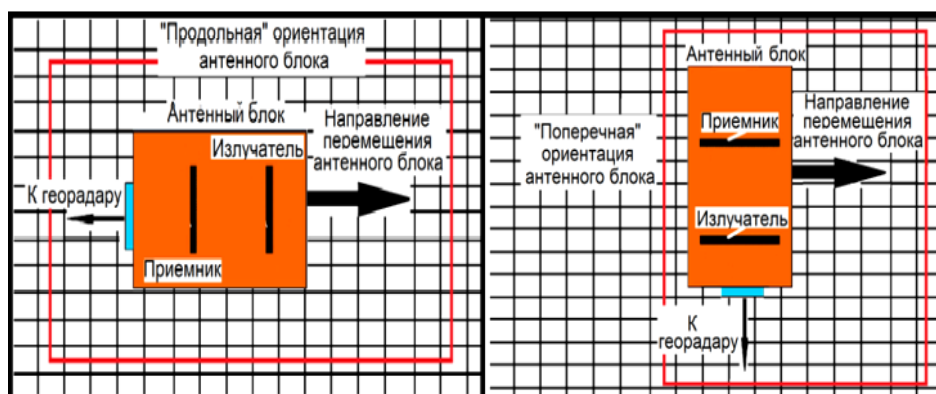 "Продольная" ориентация
антенного блока
Антенный блок
Излучатель
Направление
перемещения
антенного блока
К георадару
Приемник
Антенный блок
Приемник
Направление
перемещения
антенного блока
"Поперечная"
ориентация
антенного блока
Излучатель
К
георадару